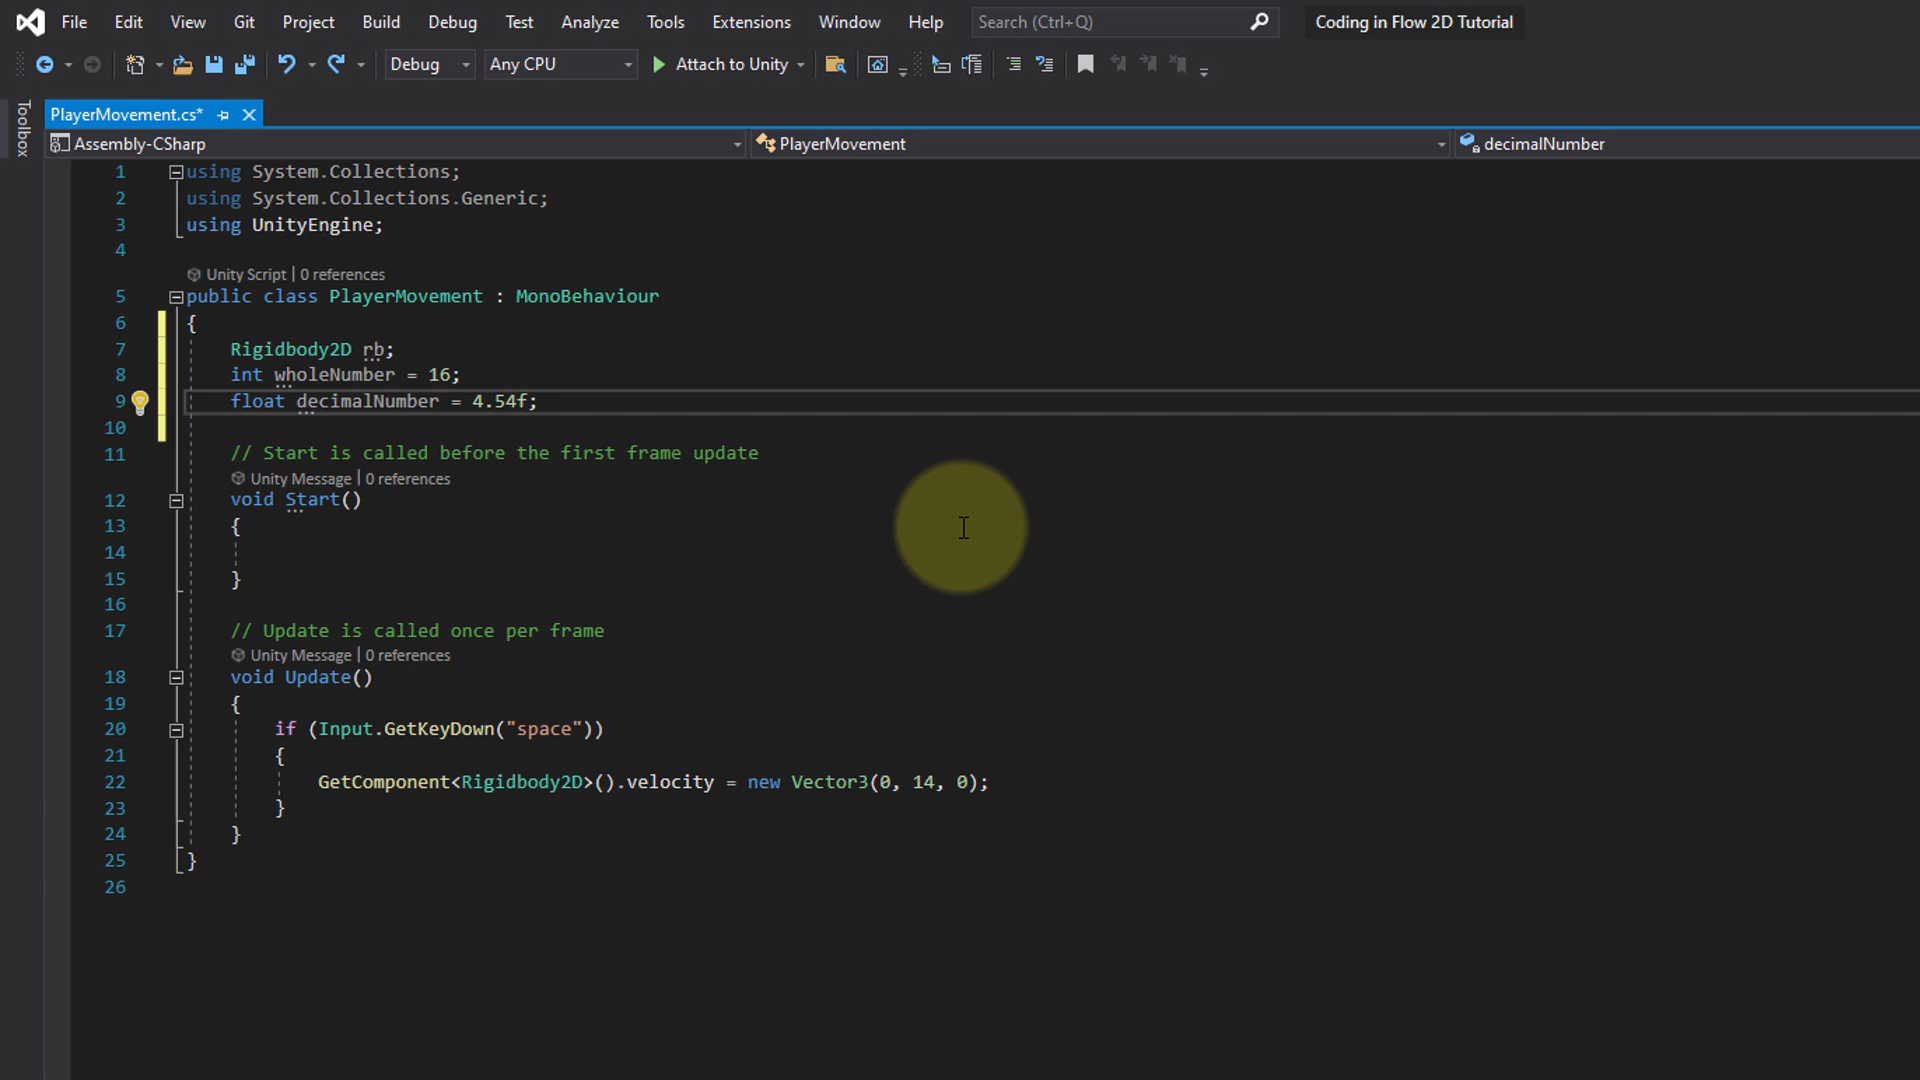 File Edit View Git Project Build Debug Test Analyze Tools Extensions Window Help Search (Ctrl+Q) Coding in Flow 2D Tutorial
Debug Any CPU Attach to Unity
Toolbox
PlayerMovement.cs*
Assembly-CSharp PlayerMovement decimalNumber
1 using System.Collections;
2 using System.Collections.Generic;
3 using UnityEngine;
4
Unity Script | 0 references
5 public class PlayerMovement : MonoBehaviour
6 {
7 Rigidbody2D rb;
8 int wholeNumber = 16;
9 float decimalNumber = 4.54f;
10
11 // Start is called before the first frame update
Unity Message | 0 references
12 void Start()
13 {
14
15 }
16
17 // Update is called once per frame
Unity Message | 0 references
18 void Update()
19 {
20 if (Input.GetKeyDown("space"))
21 {
22 GetComponent<Rigidbody2D>().velocity = new Vector3(0, 14, 0);
23 }
24 }
25 }
26